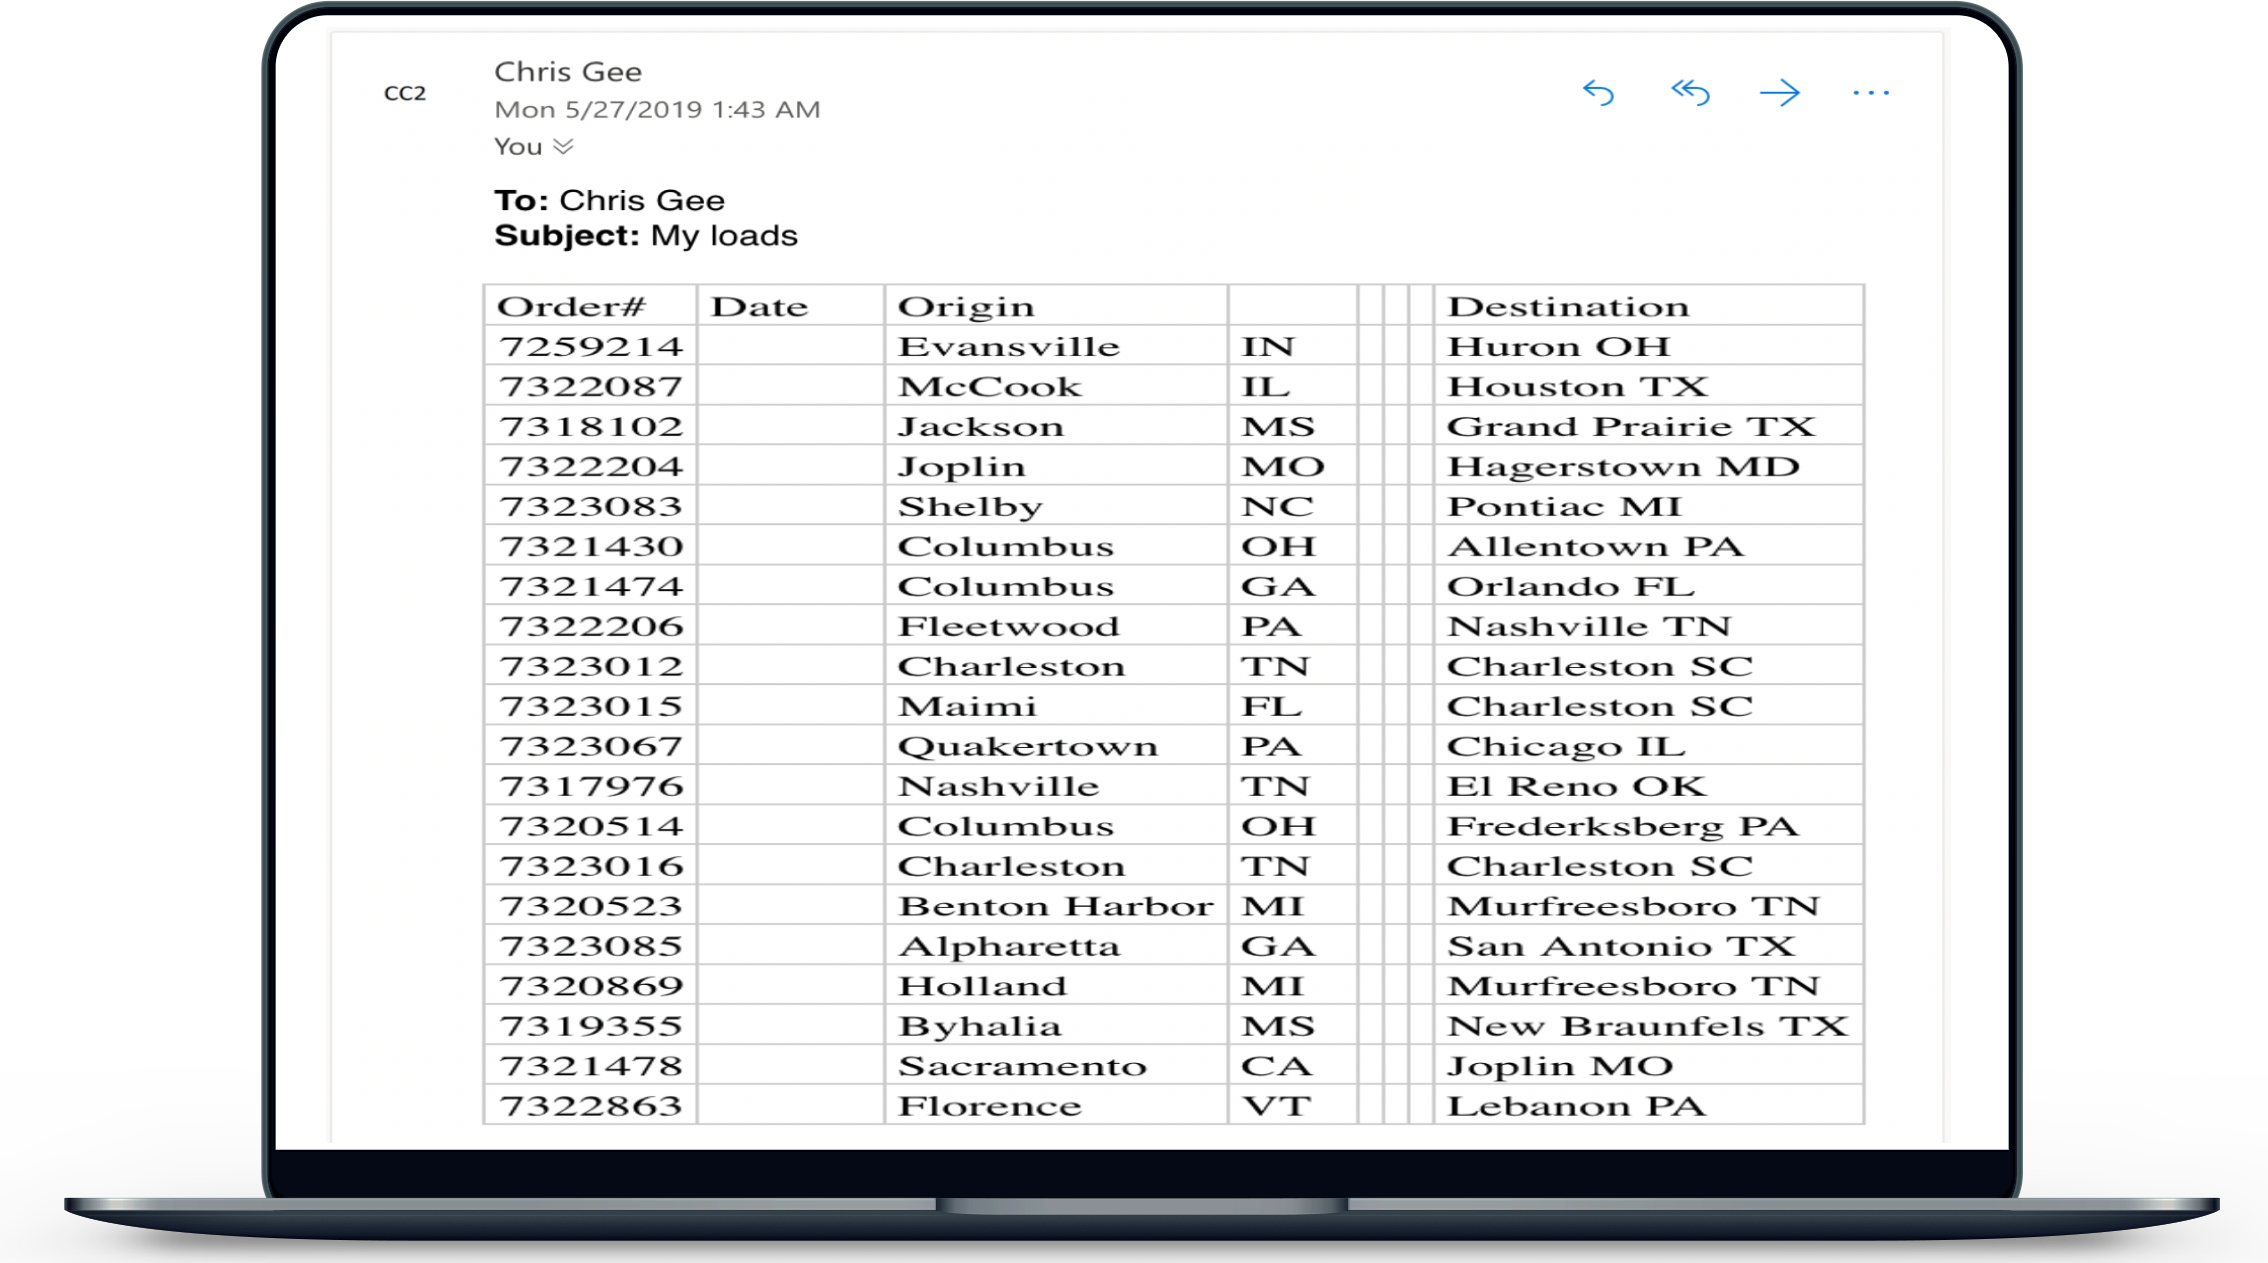 CC2
Chris Gee
Mon 5/27/2019 1:43 AM
You
To: Chris Gee
Subject: My loads
Order# Date Origin Destination
7259214 Evansville IN Huron OH
7322087 McCook IL Houston TX
7318102 Jackson MS Grand Prairie TX
7322204 Joplin MO Hagerstown MD
7323083 Shelby NC Pontiac MI
7321430 Columbus OH Allentown PA
7321474 Columbus GA Orlando FL
7322206 Fleetwood PA Nashville TN
7323012 Charleston TN Charleston SC
7323015 Maimi FL Charleston SC
7323067 Quakertown PA Chicago IL
7317976 Nashville TN El Reno OK
7320514 Columbus OH Frederksberg PA
7323016 Charleston TN Charleston SC
7320523 Benton Harbor MI Murfreesboro TN
7323085 Alpharetta GA San Antonio TX
7320869 Holland MI Murfreesboro TN
7319355 Byhalia MS New Braunfels TX
7321478 Sacramento CA Joplin MO
7322863 Florence VT Lebanon PA